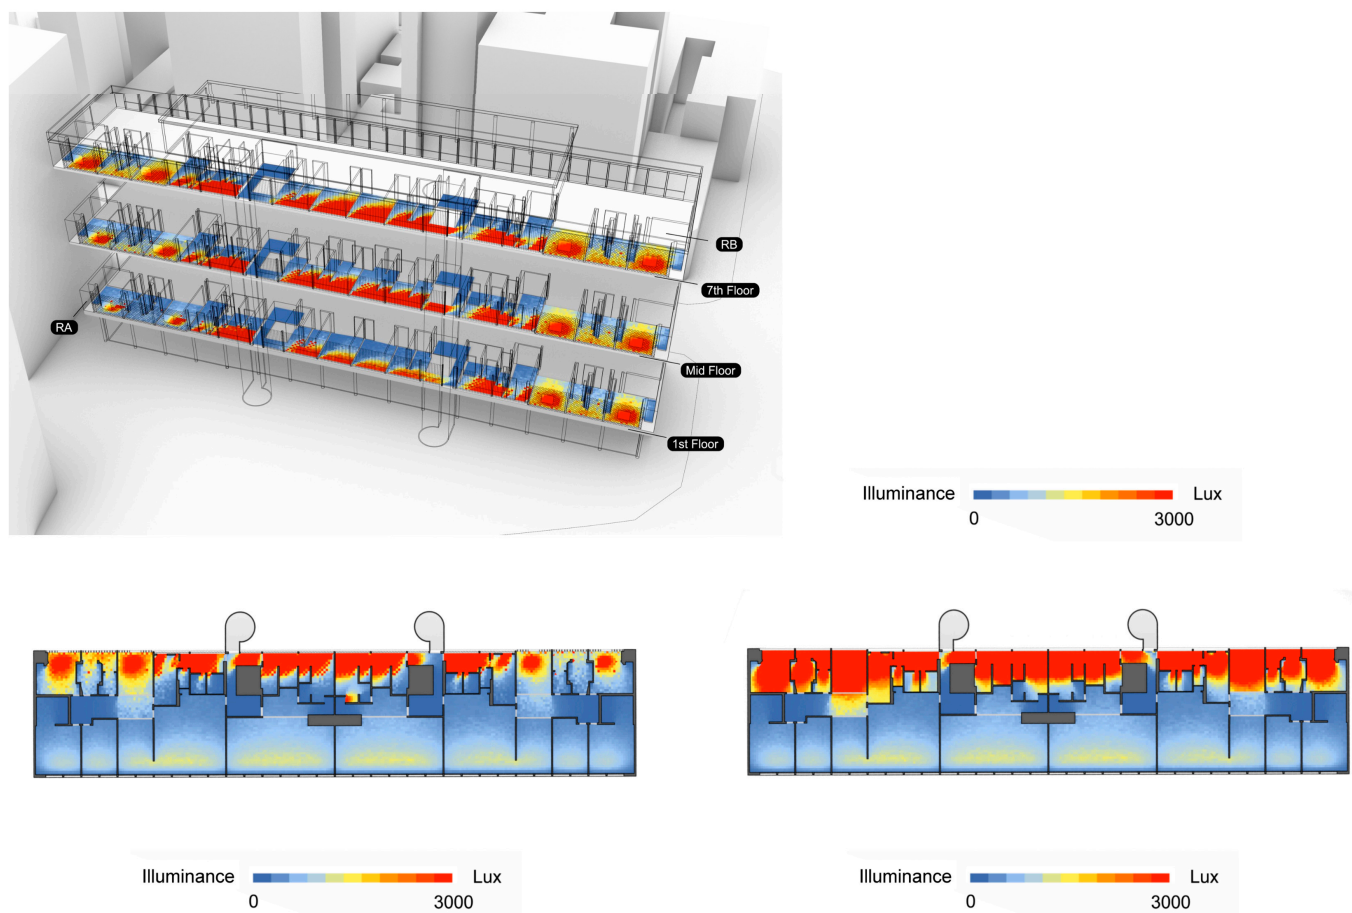 RB
7th Floor
RA
Mid Floor
1st Floor
Illuminance Lux
0 3000
Illuminance Lux
0 3000
Illuminance Lux
0 3000